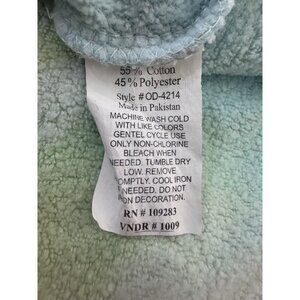 55% Cotton
45% Polyester
Style # OD-4214
Made in Pakistan
MACHINE WASH COLD
WITH LIKE COLORS
GENTEL CYCLE USE
ONLY NON-CHLORINE
BLEACH WHEN
NEEDED, TUMBLE DRY
LOW. REMOVE
PROMPTLY. COOL IRON
NEEDED. DO NOT
ON DECORATION.
RN # 109283
VNDR # 1009